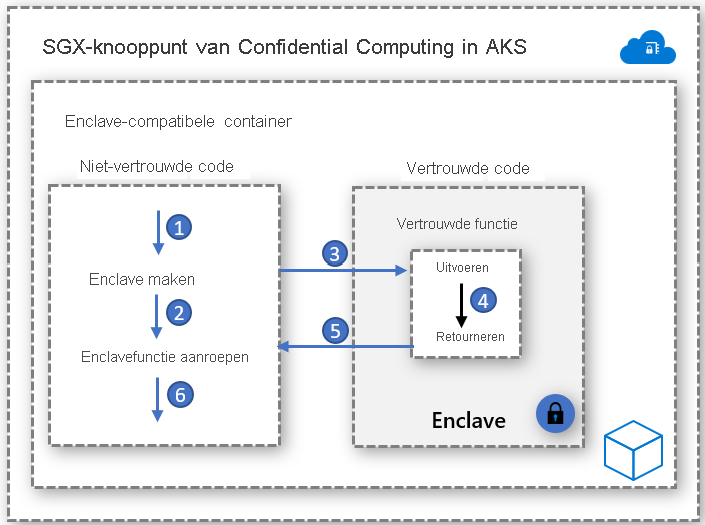 SGX-knooppunt van Confidential Computing in AKS
Enclave-compatibele container
Niet-vertrouwde code
Vertrouwde code
1
Vertrouwde functie
3
Uitvoeren
Enclave maken
2
4
5
Retourneren
Enclavefunctie aanroepen
6
Enclave